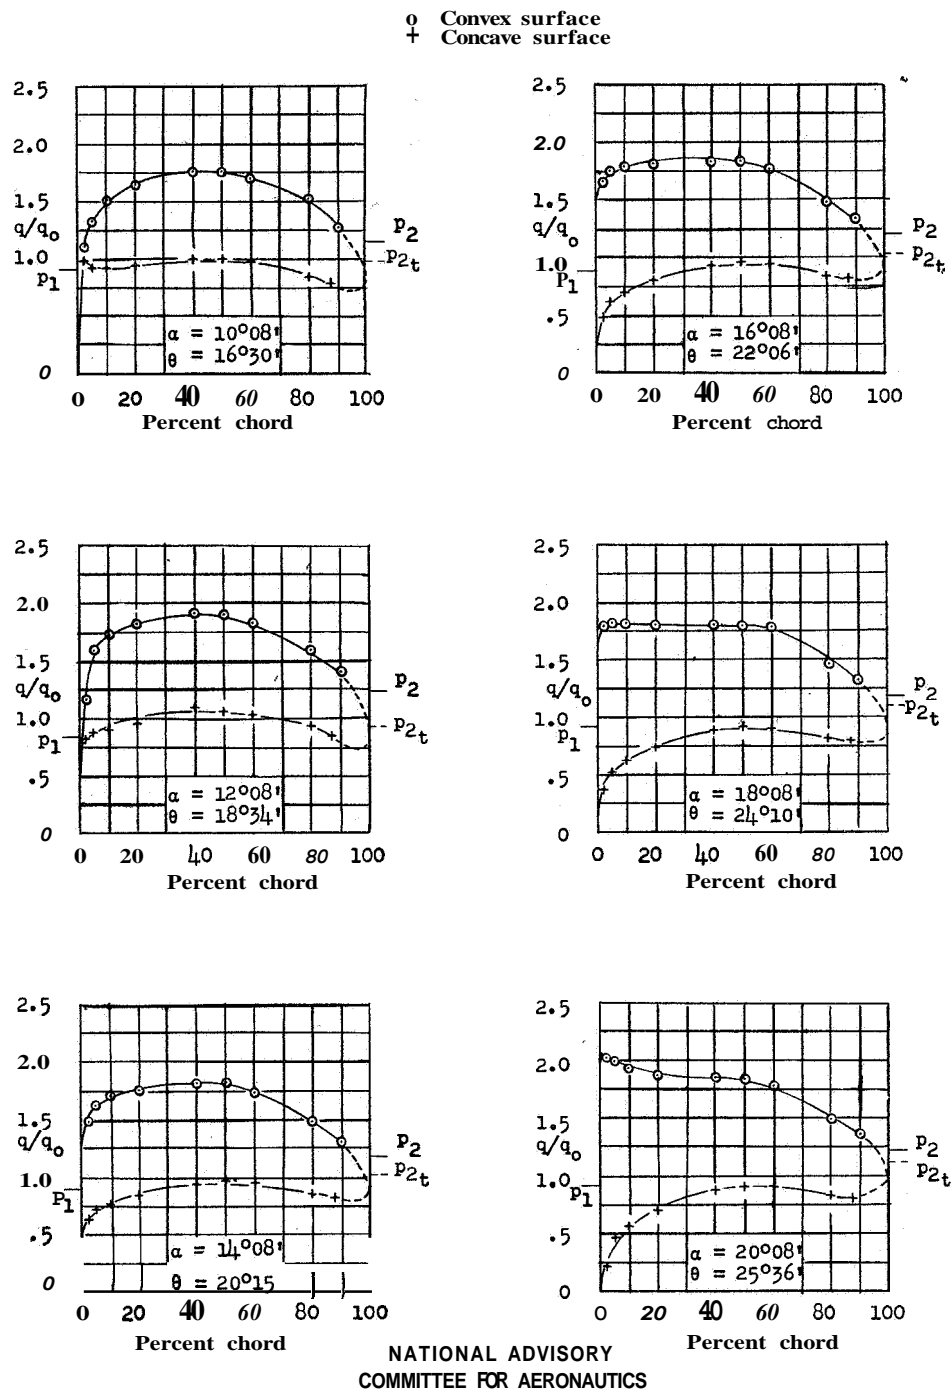 o Convex surface
+ Concave surface
2.5
2.0
1.5
q/qo
1.0
p1
0
p2
p2t
α = 10°08'
θ = 16°30'
0 20 40 60 80 100
Percent chord
2.5
2.0
1.5
q/qo
1.0
p1
.5
0
p2
p2t
α = 16°08'
θ = 22°06'
0 20 40 60 80 100
Percent chord
2.5
2.0
1.5
q/qo
1.0
p1
.5
0
p2
p2t
α = 12°08'
θ = 18°34'
0 20 40 60 80 100
Percent chord
2.5
2.0
1.5
q/qo
1.0
p1
.5
0
p2
p2t
α = 18°08'
θ = 24°10'
0 20 40 60 80 100
Percent chord
2.5
2.0
1.5
q/qo
1.0
p1
.5
0
p2
p2t
α = 14°08'
θ = 20°15
0 20 40 60 80 100
Percent chord
2.5
2.0
1.5
q/qo
1.0
p1
.5
0
p2
p2t
α = 20°08'
θ = 25°36'
0 20 40 60 80 100
Percent chord
NATIONAL ADVISORY
COMMITTEE FOR AERONAUTICS